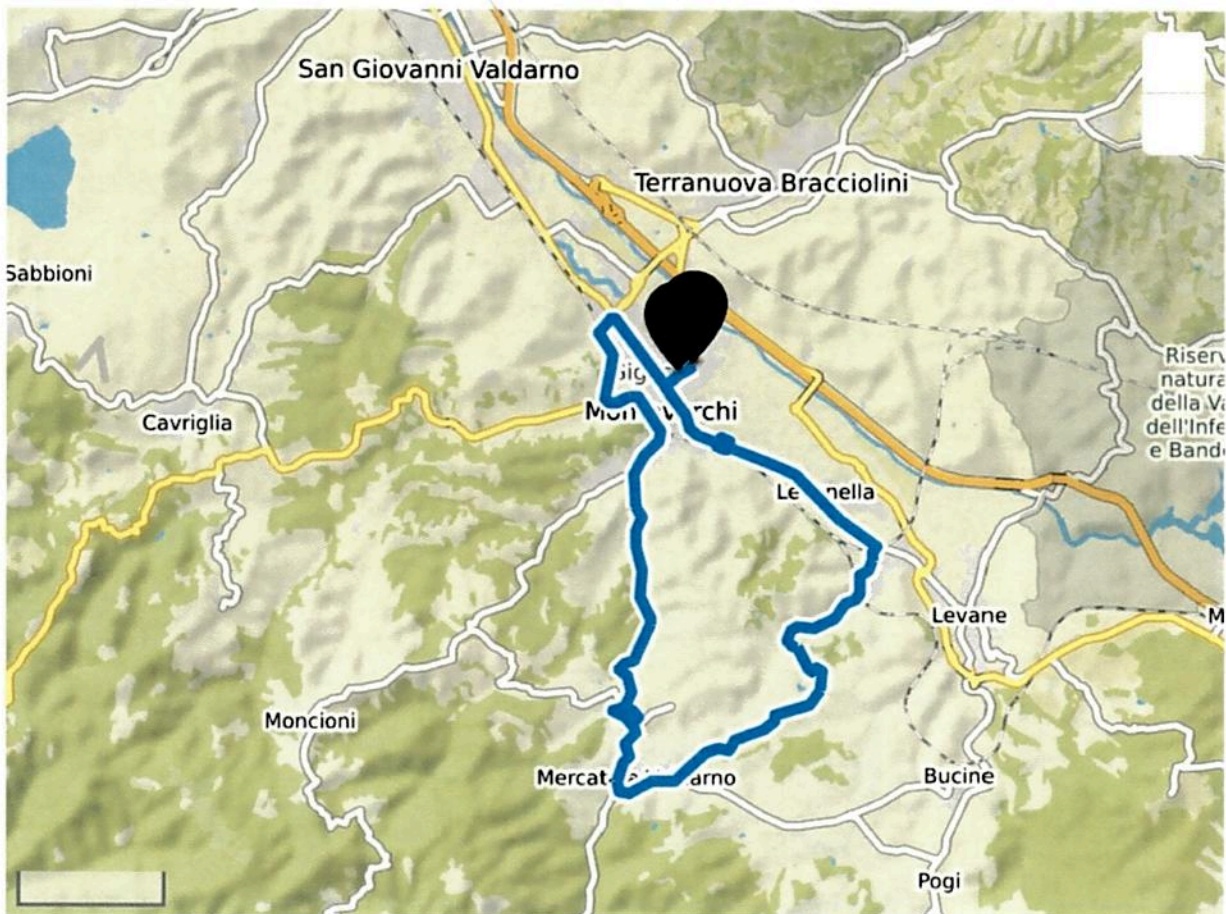 San Giovanni Valdarno
Terranuova Bracciolini
Sabbioni
Riserv
natura
della Va
dell'Infe
e Bando
Cavriglia
Levane
M
Moncioni
Bucine
Pogi